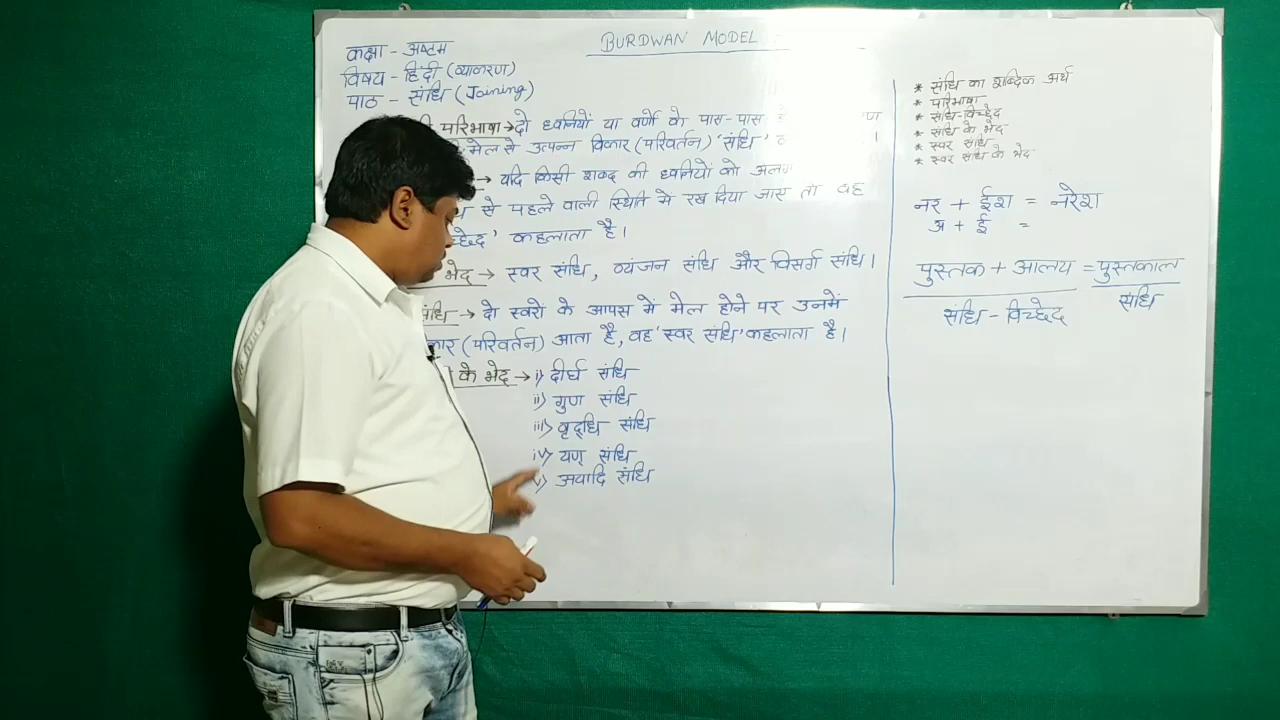 BURDWAN MODEL
कक्षा - अष्टम
विषय - हिंदी (व्याकरण)
पाठ - संधि (Joining)
परिभाषा → दो ध्वनियों या वर्णो के पास-पास
मेल से उत्पन्न विकार (परिवर्तन) 'संधि'
→ यदि किसी शब्द की ध्वनियों को
से पहले वाली स्थिति में रख दिया जाए तो वह
कहलाता है।
भेद → स्वर संधि, व्यंजन संधि और विसर्ग संधि।
संधि → दो स्वरों के आपस में मेल होने पर उनमें
(परिवर्तन) आता है, वह 'स्वर संधि' कहलाता है।
के भेद → i) दीर्घ संधि
ii) गुण संधि
iii) वृद्धि संधि
iv) यण् संधि
v) अयादि संधि
* संधि का शाब्दिक अर्थ
* परिभाषा
* संधि-विच्छेद
* संधि के भेद
* स्वर संधि
* स्वर संधि के भेद
नर + ईश = नरेश
अ + ई =
पुस्तक + आलय = पुस्तकाल
संधि - विच्छेद संधि